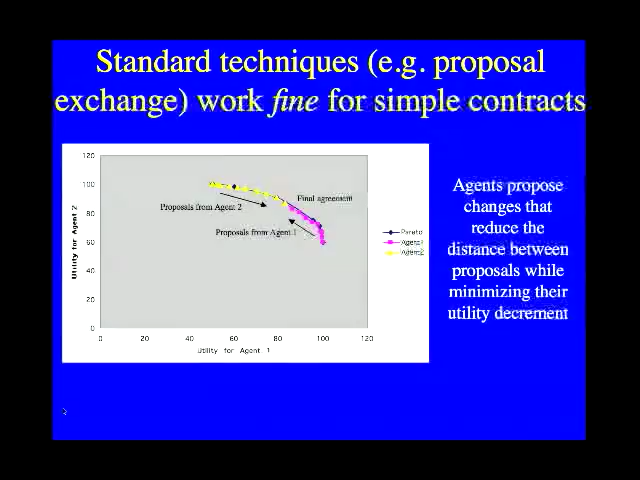 Standard techniques (e.g. proposal
exchange) work fine for simple contracts
120
100
80
60
40
20
0
0 20 40 60 80 100 120
Utility for Agent 2
Utility for Agent 1
Proposals from Agent 2
Final agreement
Proposals from Agent 1
Pareto
Agent1
Agent2
Agents propose
changes that
reduce the
distance between
proposals while
minimizing their
utility decrement